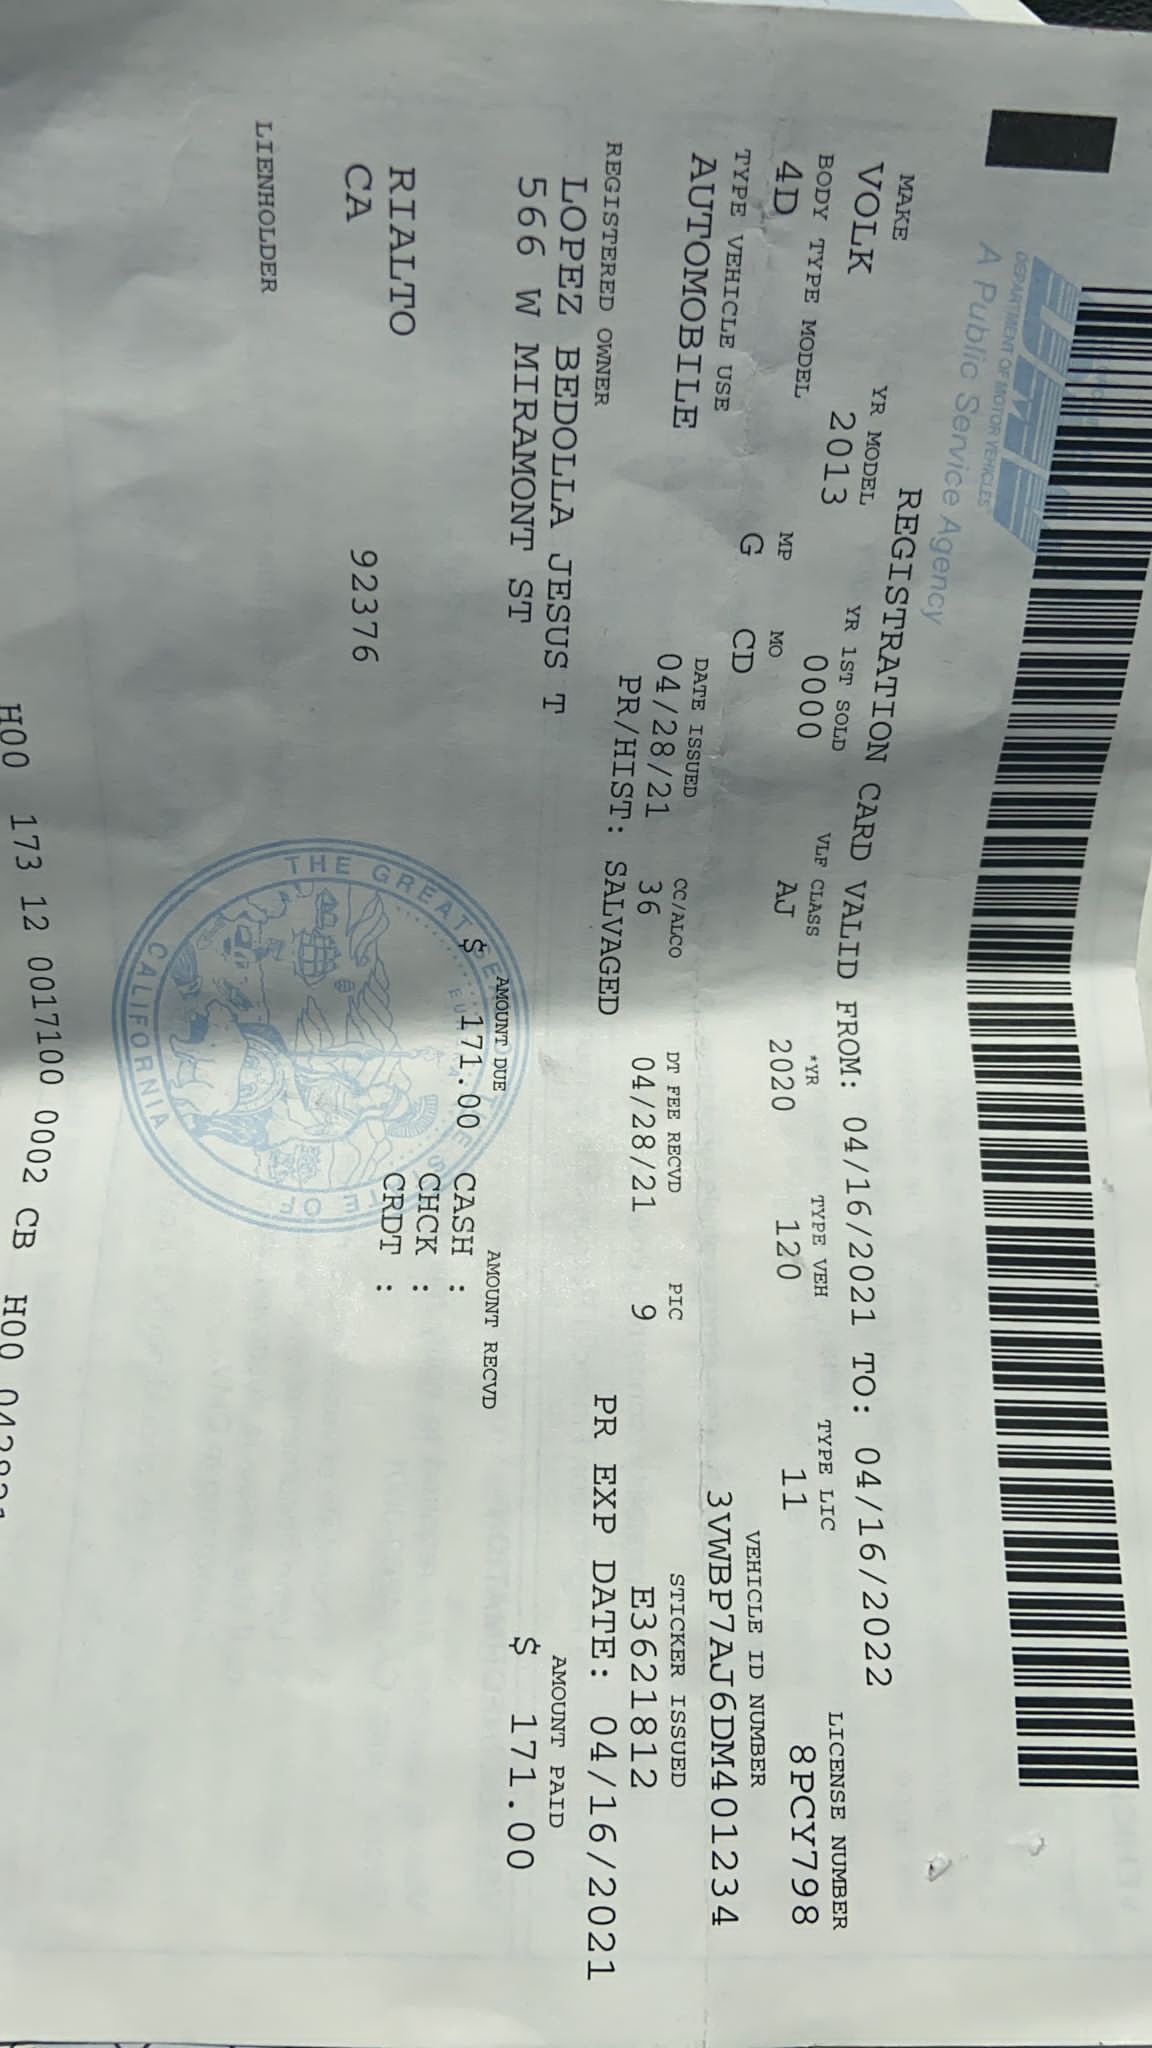 DEPARTMENT OF MOTOR VEHICLES
A Public Service Agency
REGISTRATION CARD VALID FROM: 04/16/2021 TO: 04/16/2022
MAKE YR MODEL YR 1ST SOLD VLF CLASS *YR TYPE VEH TYPE LIC LICENSE NUMBER
VOLK 2013 0000 AJ 2020 120 11 8PCY798
BODY TYPE MODEL MP MO VEHICLE ID NUMBER
4D G CD 3VWBP7AJ6DM401234
TYPE VEHICLE USE DATE ISSUED CC/ALCO DT FEE RECVD PIC STICKER ISSUED
AUTOMOBILE 04/28/21 36 04/28/21 9 E3621812
PR/HIST: SALVAGED PR EXP DATE: 04/16/2021
REGISTERED OWNER
LOPEZ BEDOLLA JESUS T AMOUNT PAID
566 W MIRAMONT ST $ 171.00
AMOUNT DUE AMOUNT RECVD
$ 171.00 CASH :
CHCK :
RIALTO CRDT :
CA 92376
LIENHOLDER
THE GREAT OF CALIFORNIA
H00 173 12 0017100 0002 CB H00